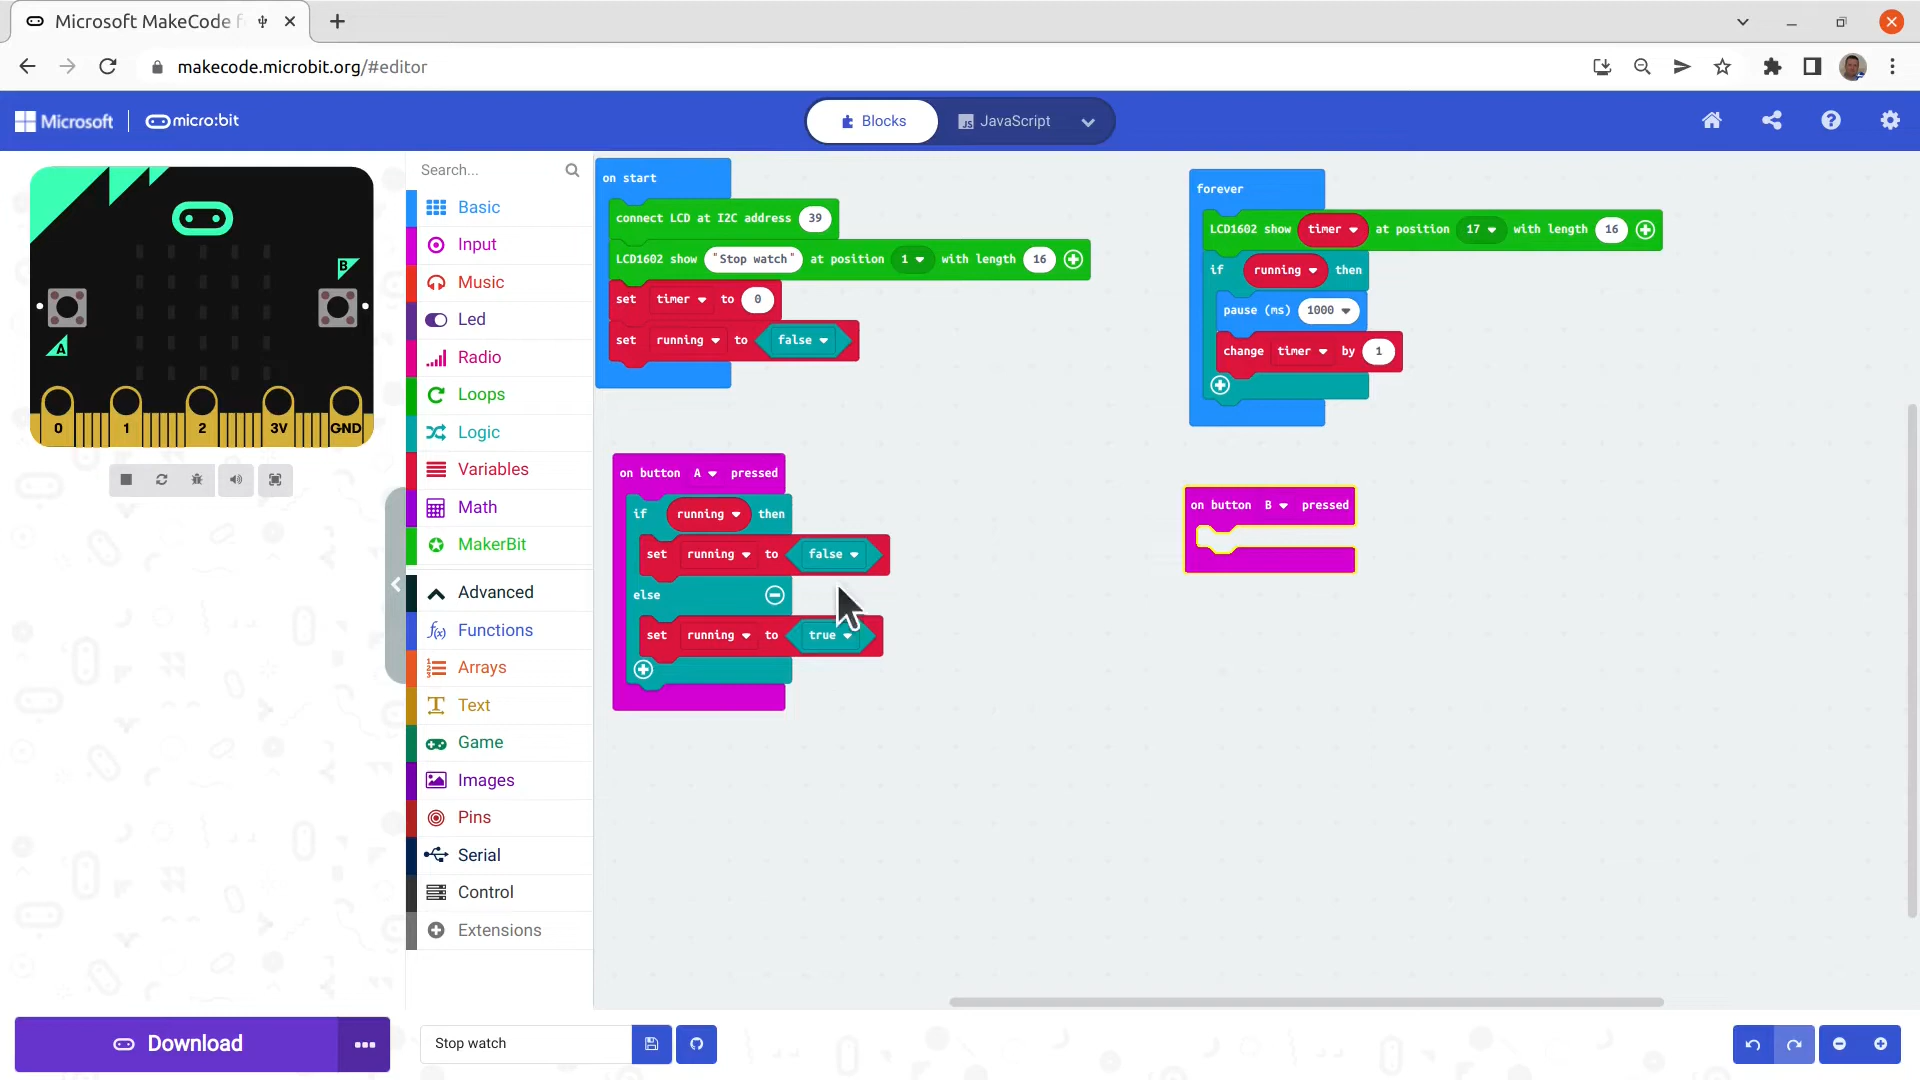 Microsoft MakeCode f
makecode.microbit.org/#editor
Microsoft
micro:bit
Blocks
JavaScript
B
A
0 1 2 3V GND
Search...
Basic
Input
Music
Led
Radio
Loops
Logic
Variables
Math
MakerBit
Advanced
Functions
Arrays
Text
Game
Images
Pins
Serial
Control
Extensions
on start
connect LCD at I2C address 39
LCD1602 show "Stop watch" at position 1 with length 16
set timer to 0
set running to false
forever
LCD1602 show timer at position 17 with length 16
if running then
pause (ms) 1000
change timer by 1
on button A pressed
if running then
set running to false
else
set running to true
on button B pressed
Download
Stop watch